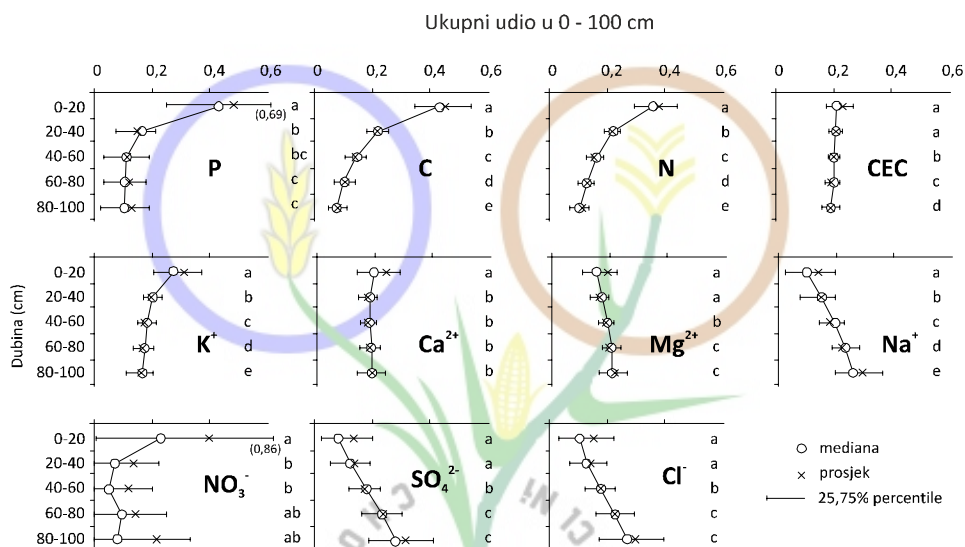 Ukupni udio u 0 - 100 cm
0 0,2 0,4 0,6 0 0,2 0,4 0,6 0 0,2 0,4 0,6 0 0,2 0,4 0,6
0-20 a a a a
(0,69)
20-40 b b b a
40-60 bc c c b
P C N CEC
60-80 c d d c
80-100 c e e d
Dubina (cm)
0-20 a a a a
20-40 b b a b
40-60 c b b c
K⁺ Ca²⁺ Mg²⁺ Na⁺
60-80 d b c d
80-100 e b c e
0-20 a a a
(0,86)
20-40 b a a
40-60 b b b
NO₃⁻ SO₄²⁻ Cl⁻
60-80 ab c c
80-100 ab c c
mediana
prosjek
25,75% percentile